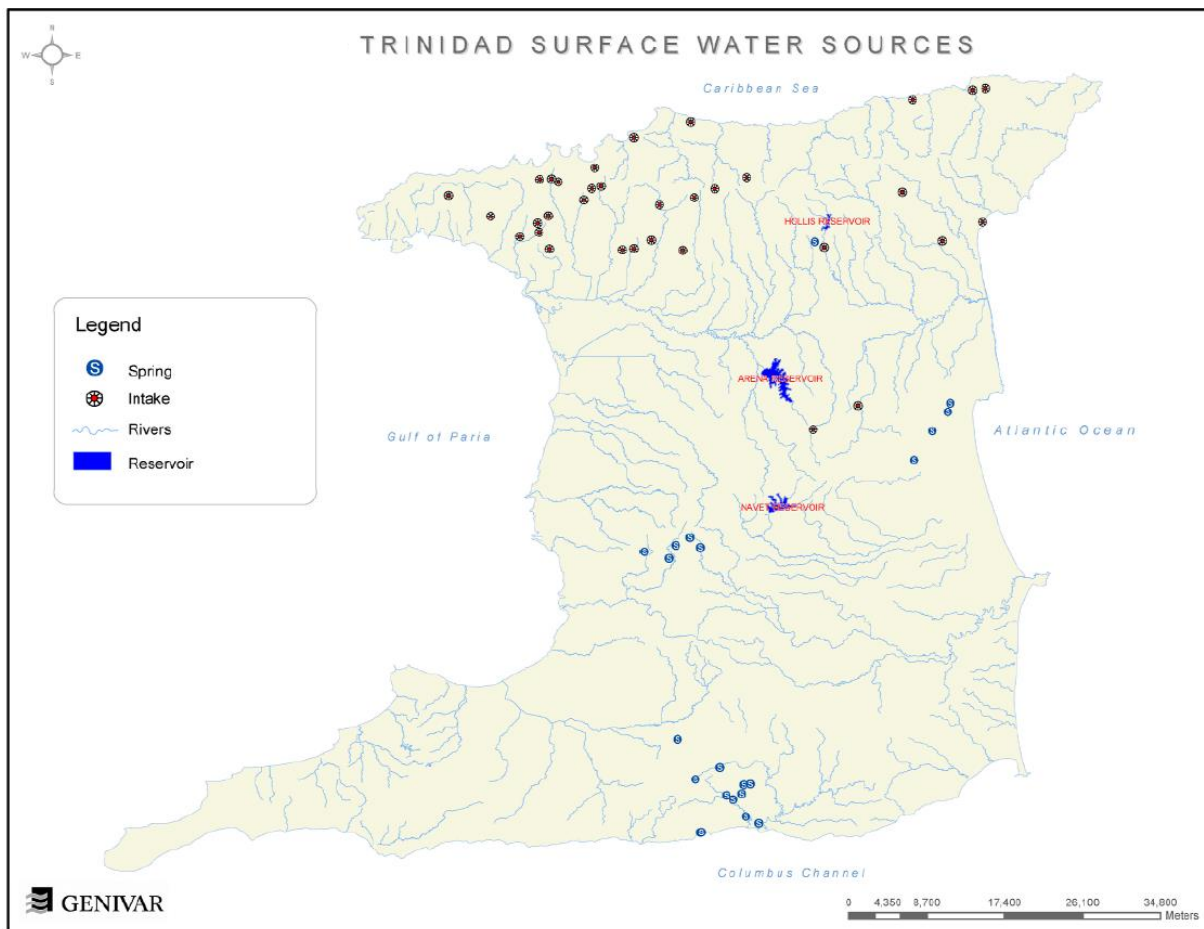 TRINIDAD SURFACE WATER SOURCES
N
W
E
S
Caribbean Sea
HOLLIS RESERVOIR
Legend
Spring
Intake
Rivers
Reservoir
ARENA RESERVOIR
Gulf of Paria
Atlantic Ocean
NAVET RESERVOIR
Columbus Channel
GENIVAR
0 4,350 8,700 17,400 26,100 34,800
Meters